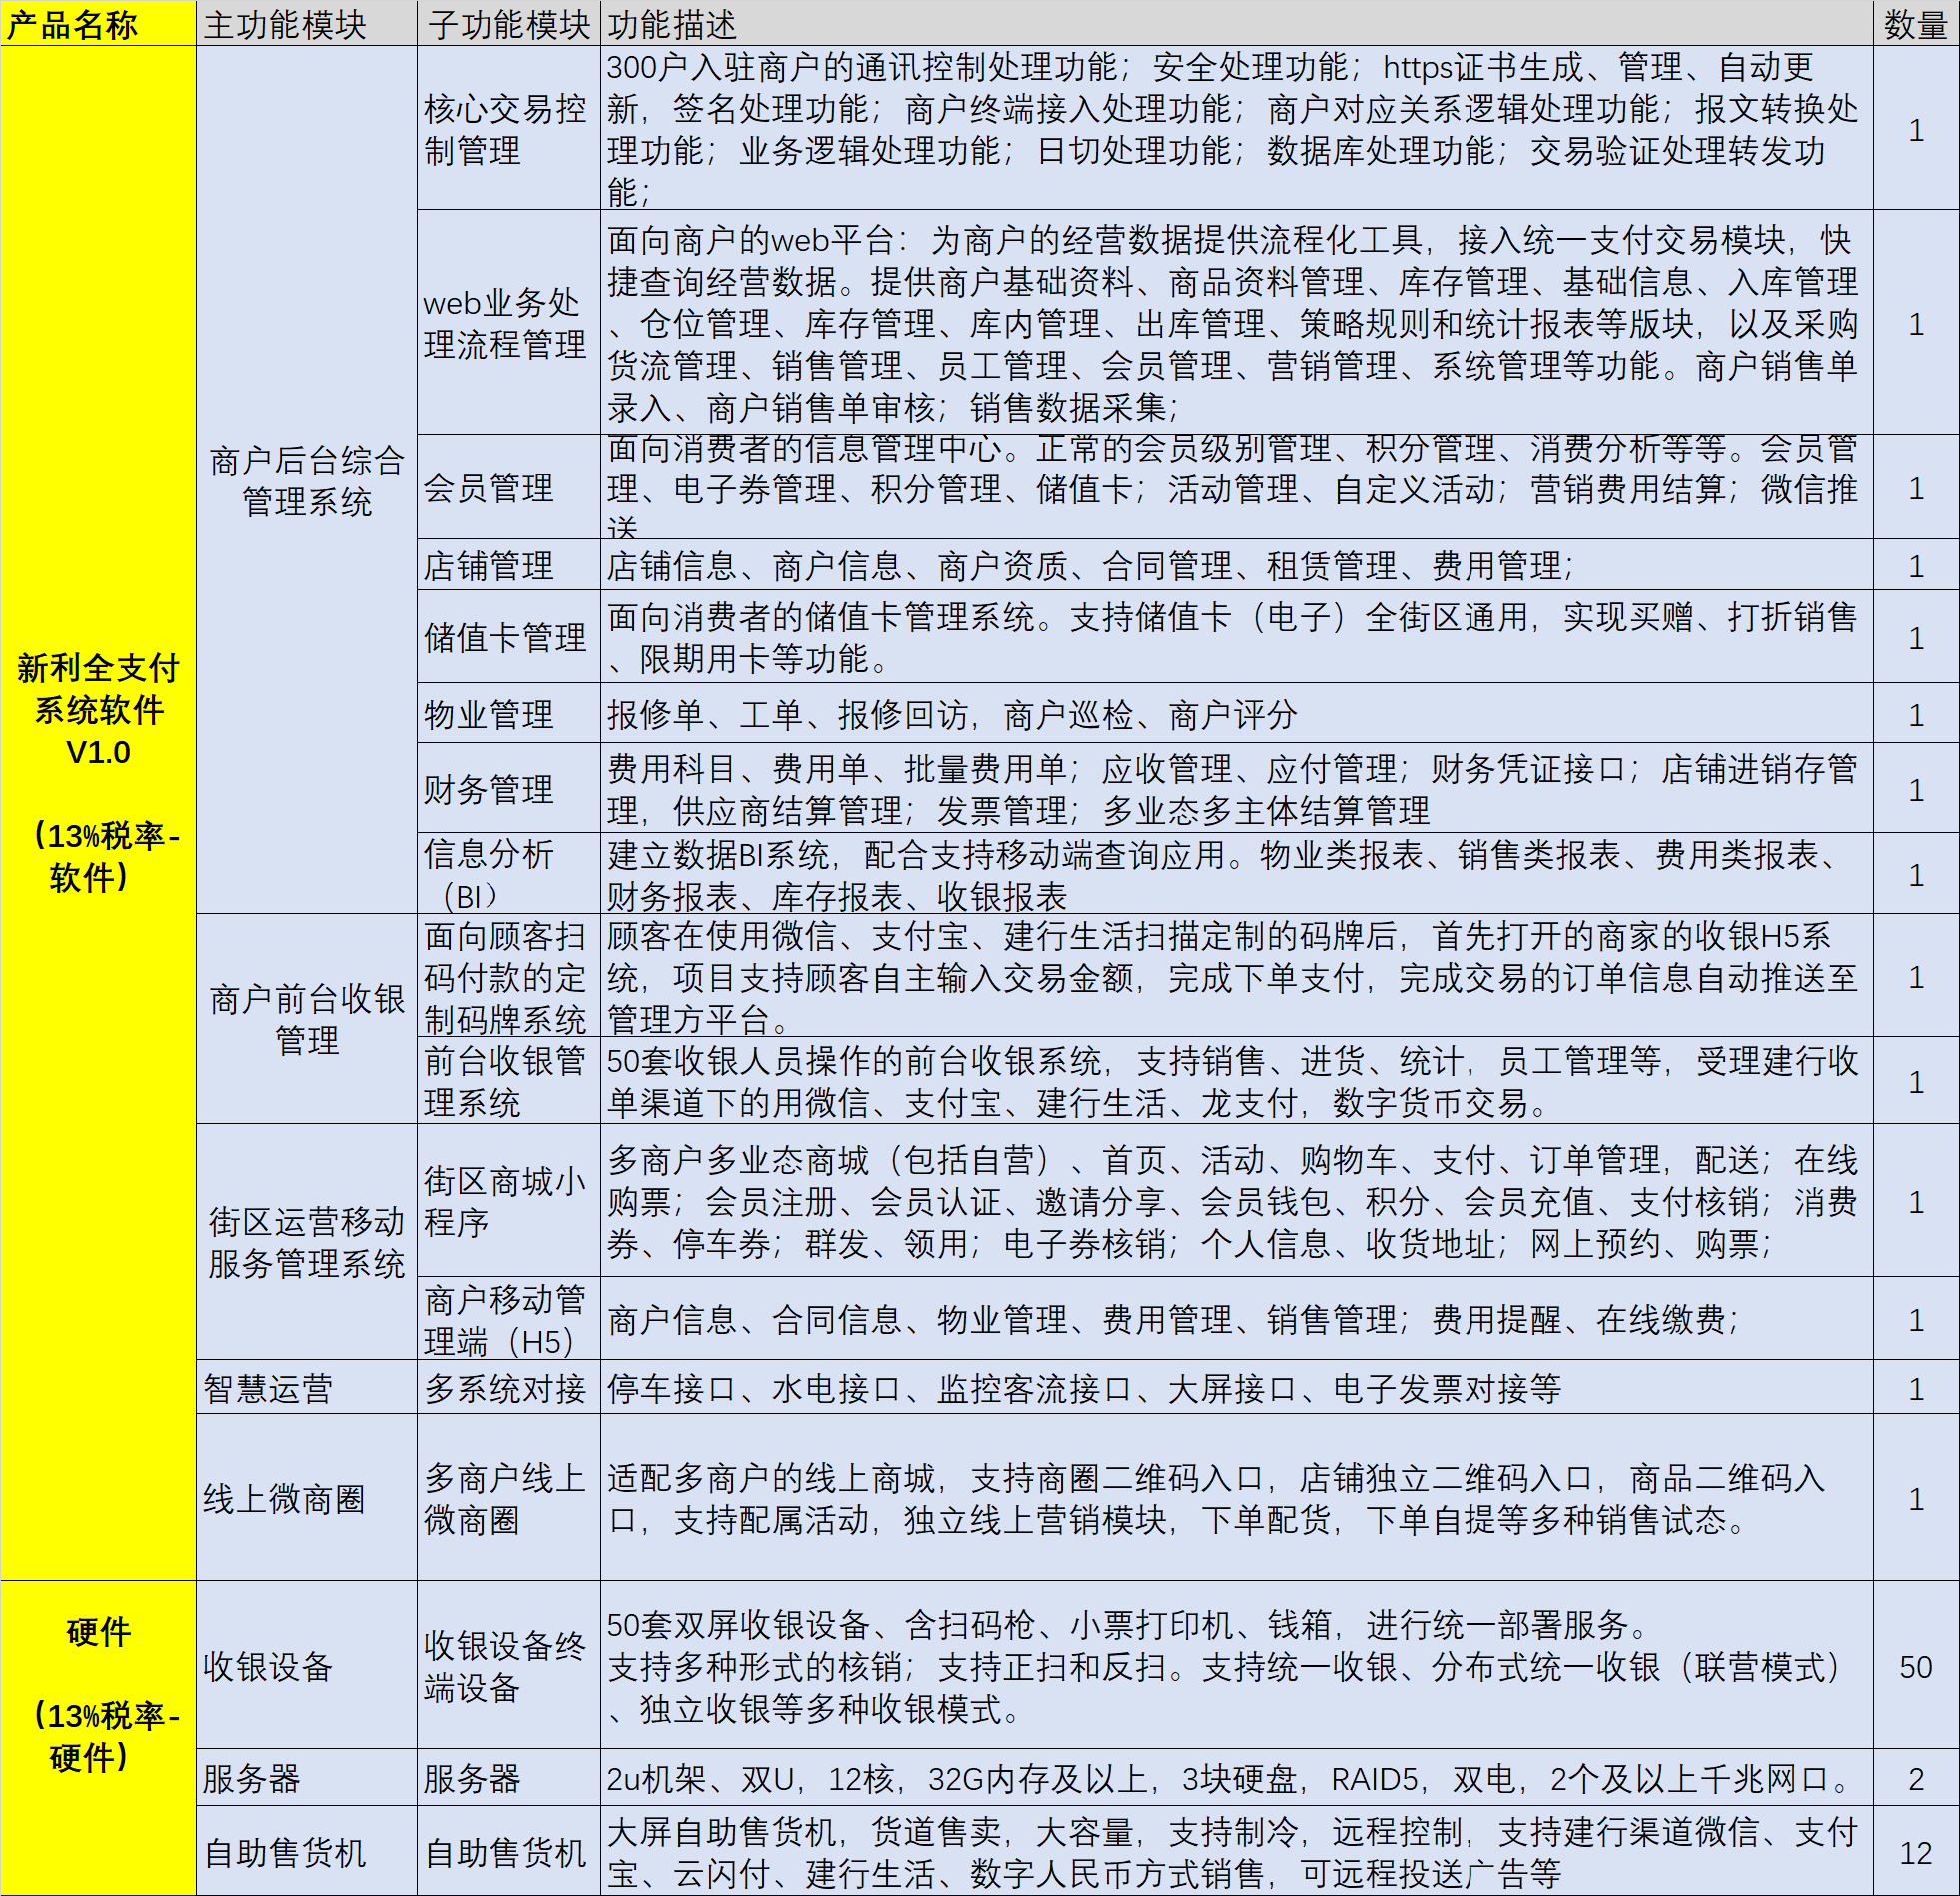 产品名称
主功能模块
子功能模块
功能描述
数量
新利全支付
系统软件
V1.0
（13%税率-
软件）
商户后台综合
管理系统
核心交易控
制管理
300户入驻商户的通讯控制处理功能；安全处理功能；https证书生成、管理、自动更
新，签名处理功能；商户终端接入处理功能；商户对应关系逻辑处理功能；报文转换处
理功能；业务逻辑处理功能；日切处理功能；数据库处理功能；交易验证处理转发功
能；
1
web业务处
理流程管理
面向商户的web平台：为商户的经营数据提供流程化工具，接入统一支付交易模块，快
捷查询经营数据。提供商户基础资料、商品资料管理、库存管理、基础信息、入库管理
、仓位管理、库存管理、库内管理、出库管理、策略规则和统计报表等版块，以及采购
货流管理、销售管理、员工管理、会员管理、营销管理、系统管理等功能。商户销售单
录入、商户销售单审核；销售数据采集；
1
会员管理
面向消费者的信息管理中心。正常的会员级别管理、积分管理、消费分析等等。会员管
理、电子券管理、积分管理、储值卡；活动管理、自定义活动；营销费用结算；微信推
送
1
店铺管理
店铺信息、商户信息、商户资质、合同管理、租赁管理、费用管理；
1
储值卡管理
面向消费者的储值卡管理系统。支持储值卡（电子）全街区通用，实现买赠、打折销售
、限期用卡等功能。
1
物业管理
报修单、工单、报修回访，商户巡检、商户评分
1
财务管理
费用科目、费用单、批量费用单；应收管理、应付管理；财务凭证接口；店铺进销存管
理，供应商结算管理；发票管理；多业态多主体结算管理
1
信息分析
（BI）
建立数据BI系统，配合支持移动端查询应用。物业类报表、销售类报表、费用类报表、
财务报表、库存报表、收银报表
1
商户前台收银
管理
面向顾客扫
码付款的定
制码牌系统
顾客在使用微信、支付宝、建行生活扫描定制的码牌后，首先打开的商家的收银H5系
统，项目支持顾客自主输入交易金额，完成下单支付，完成交易的订单信息自动推送至
管理方平台。
1
前台收银管
理系统
50套收银人员操作的前台收银系统，支持销售、进货、统计，员工管理等，受理建行收
单渠道下的用微信、支付宝、建行生活、龙支付，数字货币交易。
1
街区运营移动
服务管理系统
街区商城小
程序
多商户多业态商城（包括自营）、首页、活动、购物车、支付、订单管理，配送；在线
购票；会员注册、会员认证、邀请分享、会员钱包、积分、会员充值、支付核销；消费
券、停车券；群发、领用；电子券核销；个人信息、收货地址；网上预约、购票；
1
商户移动管
理端（H5）
商户信息、合同信息、物业管理、费用管理、销售管理；费用提醒、在线缴费；
1
智慧运营
多系统对接
停车接口、水电接口、监控客流接口、大屏接口、电子发票对接等
1
线上微商圈
多商户线上
微商圈
适配多商户的线上商城，支持商圈二维码入口，店铺独立二维码入口，商品二维码入
口，支持配属活动，独立线上营销模块，下单配货，下单自提等多种销售试态。
1
硬件
（13%税率-
硬件）
收银设备
收银设备终
端设备
50套双屏收银设备、含扫码枪、小票打印机、钱箱，进行统一部署服务。
支持多种形式的核销；支持正扫和反扫。支持统一收银、分布式统一收银（联营模式）
、独立收银等多种收银模式。
50
服务器
服务器
2u机架、双U，12核，32G内存及以上，3块硬盘，RAID5，双电，2个及以上千兆网口。
2
自助售货机
自助售货机
大屏自助售货机，货道售卖，大容量，支持制冷，远程控制，支持建行渠道微信、支付
宝、云闪付、建行生活、数字人民币方式销售，可远程投送广告等
12